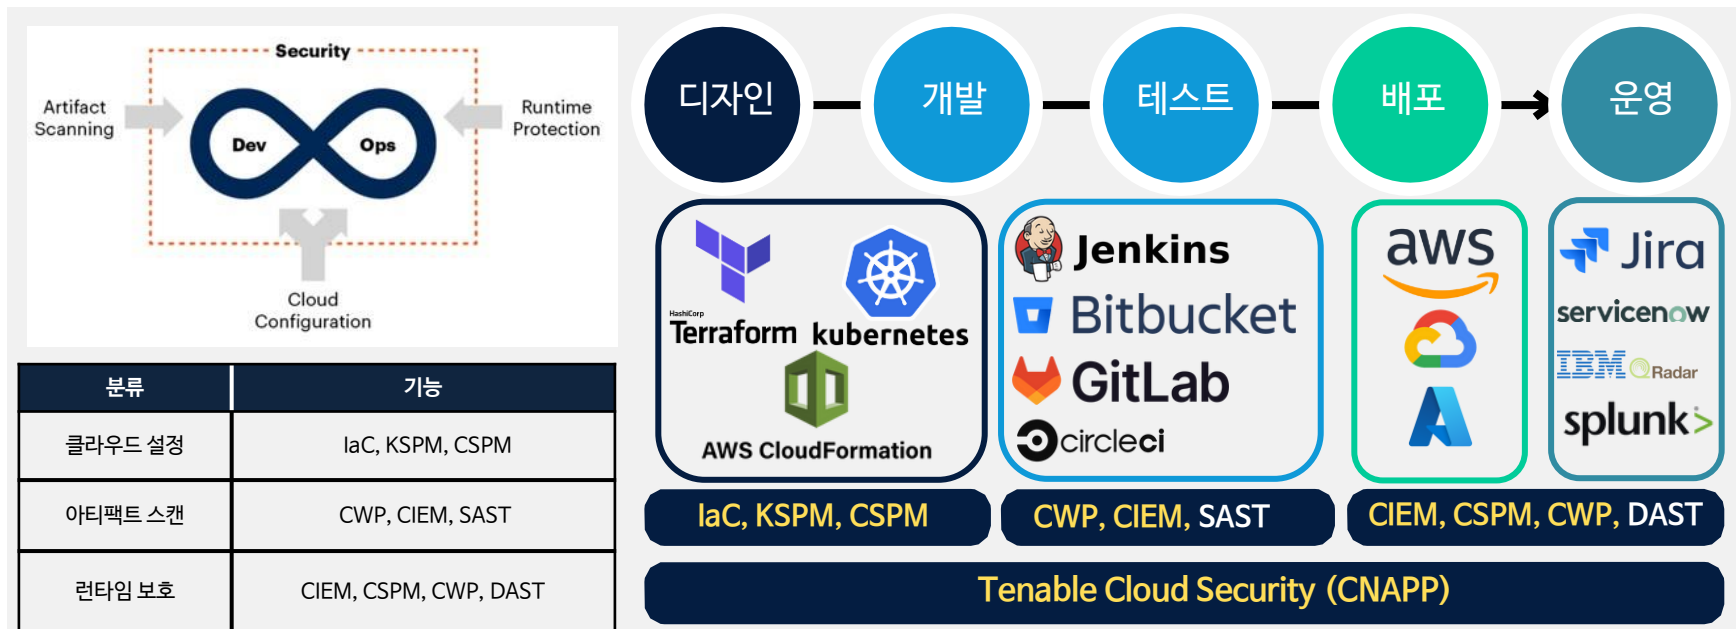 Security
Artifact
Scanning
Dev
Ops
Runtime
Protection
Cloud
Configuration
분류 기능
클라우드 설정 IaC, KSPM, CSPM
아티팩트 스캔 CWP, CIEM, SAST
런타임 보호 CIEM, CSPM, CWP, DAST
디자인 개발 테스트 배포 운영
HashiCorp
Terraform
kubernetes
AWS CloudFormation
Jenkins
Bitbucket
GitLab
circleci
aws
Jira
servicenow
IBM QRadar
splunk>
IaC, KSPM, CSPM
CWP, CIEM, SAST
CIEM, CSPM, CWP, DAST
Tenable Cloud Security (CNAPP)